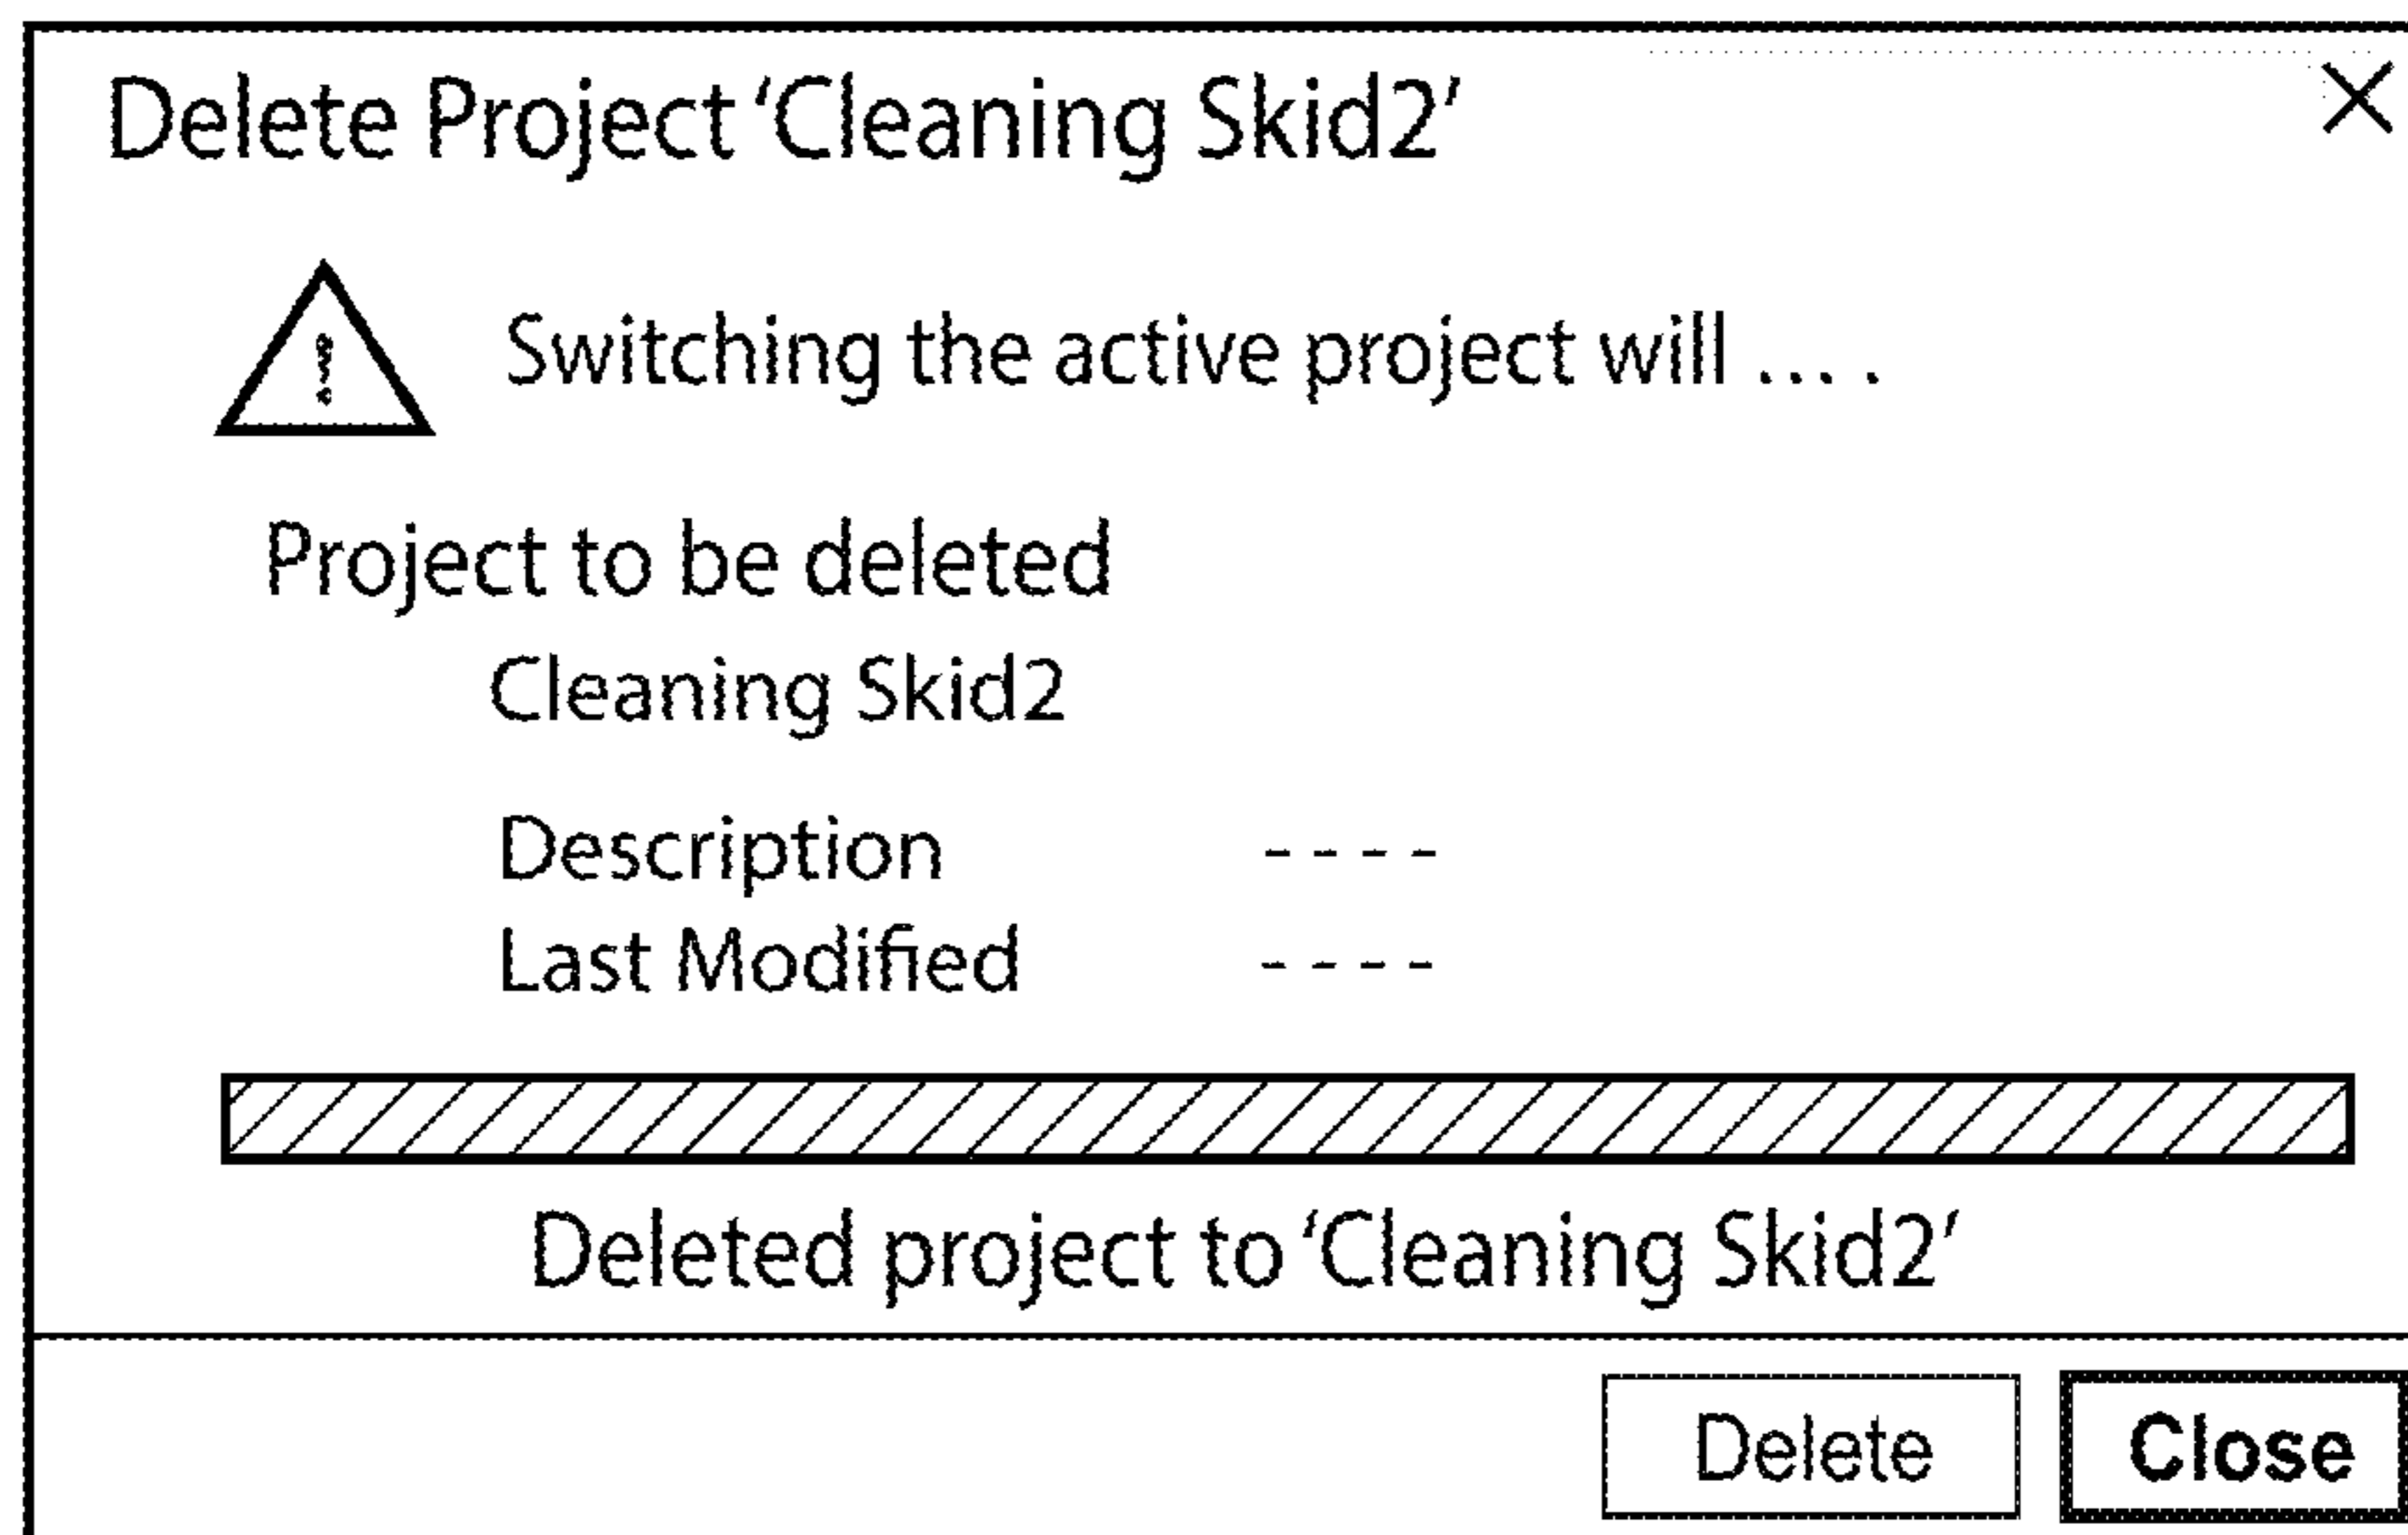 Delete Project ‘Cleaning Skid2’
! Switching the active project will ....
Project to be deleted
Cleaning Skid2
Description ----
Last Modified ----
Deleted project to ‘Cleaning Skid2’
Delete Close